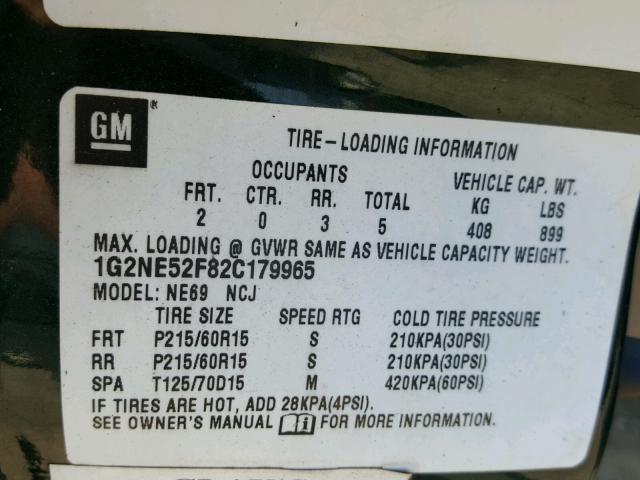 GM
TIRE-LOADING INFORMATION
OCCUPANTS VEHICLE CAP. WT.
FRT. CTR. RR. TOTAL KG LBS
2 0 3 5 408 899
MAX. LOADING @ GVWR SAME AS VEHICLE CAPACITY WEIGHT.
1G2NE52F82C179965
MODEL: NE69 NCJ
TIRE SIZE SPEED RTG COLD TIRE PRESSURE
FRT P215/60R15 S 210KPA(30PSI)
RR P215/60R15 S 210KPA(30PSI)
SPA T125/70D15 M 420KPA(60PSI)
IF TIRES ARE HOT, ADD 28KPA(4PSI).
SEE OWNER'S MANUAL FOR MORE INFORMATION.